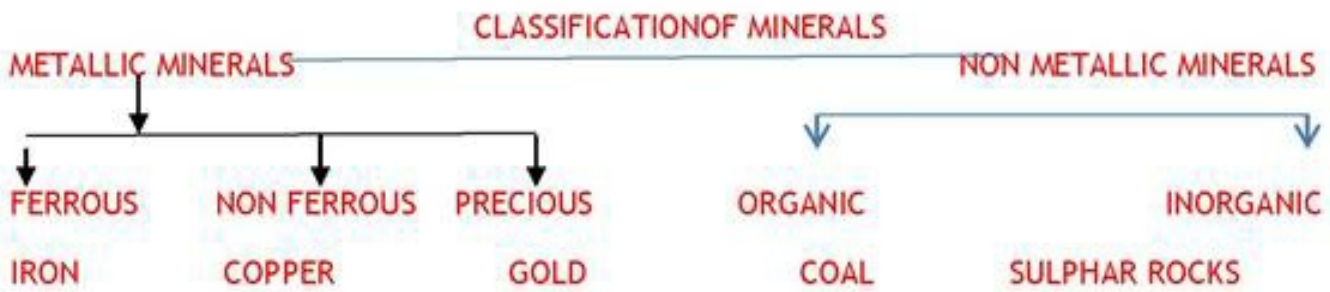 CLASSIFICATIONOF MINERALS
METALLIC MINERALS NON METALLIC MINERALS
FERROUS NON FERROUS PRECIOUS ORGANIC INORGANIC
IRON COPPER GOLD COAL SULPHAR ROCKS